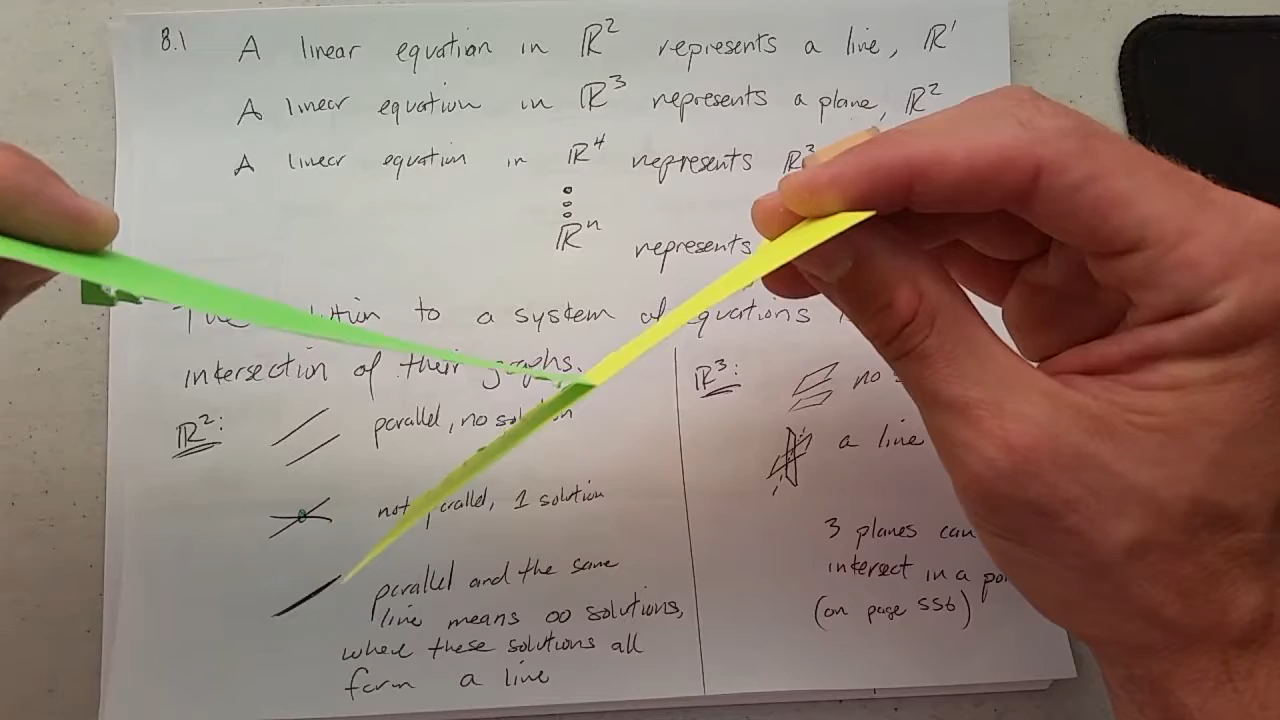 8.1 A linear equation in ℝ² represents a line, ℝ¹
A linear equation in ℝ³ represents a plane, ℝ²
A linear equation in ℝ⁴ represents ℝ³
ℝⁿ represents
to a system of equations
intersection of their graphs.
ℝ²:
parallel, no solution
not parallel, 1 solution
parallel and the same
line means ∞ solutions,
where these solutions all
form a line
ℝ³:
no
a line
3 planes can
intersect in a
(on page 556)